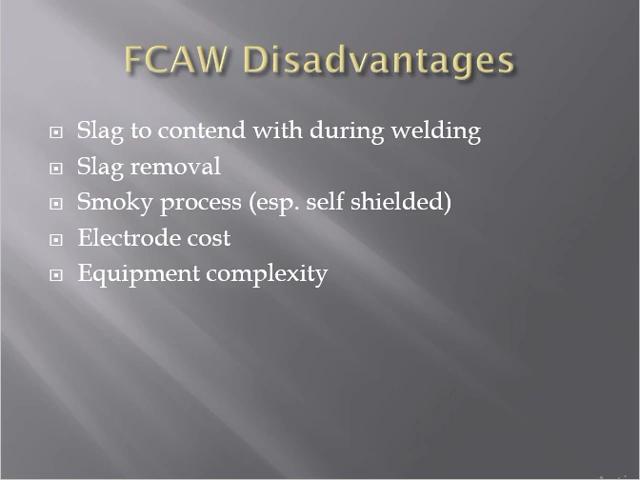 FCAW Disadvantages
Slag to contend with during welding
Slag removal
Smoky process (esp. self shielded)
Electrode cost
Equipment complexity